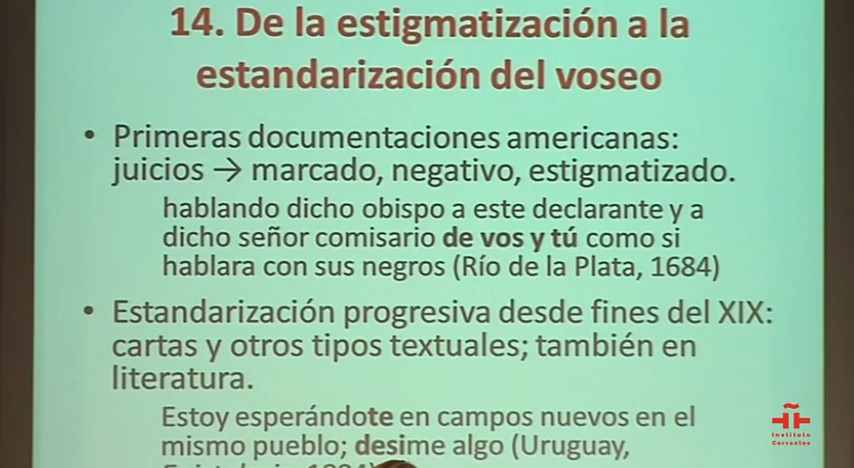 14. De la estigmatización a la
estandarización del voseo
• Primeras documentaciones americanas:
juicios → marcado, negativo, estigmatizado.
hablando dicho obispo a este declarante y a
dicho señor comisario de vos y tú como si
hablara con sus negros (Río de la Plata, 1684)
• Estandarización progresiva desde fines del XIX:
cartas y otros tipos textuales; también en
literatura.
Estoy esperándote en campos nuevos en el
mismo pueblo; desime algo (Uruguay,
Instituto
Cervantes